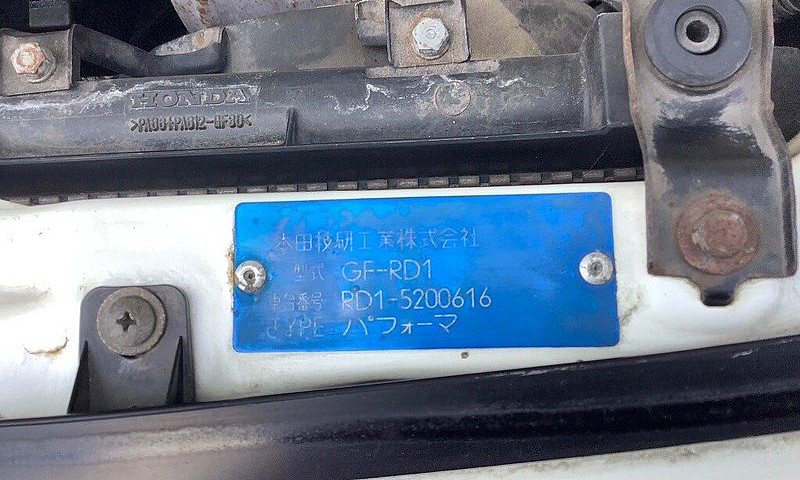 HONDA
>PA66+PA612-GF30<
本田技研工業株式会社
型式 GF-RD1
車台番号 RD1-5200616
TYPE パフォーマ